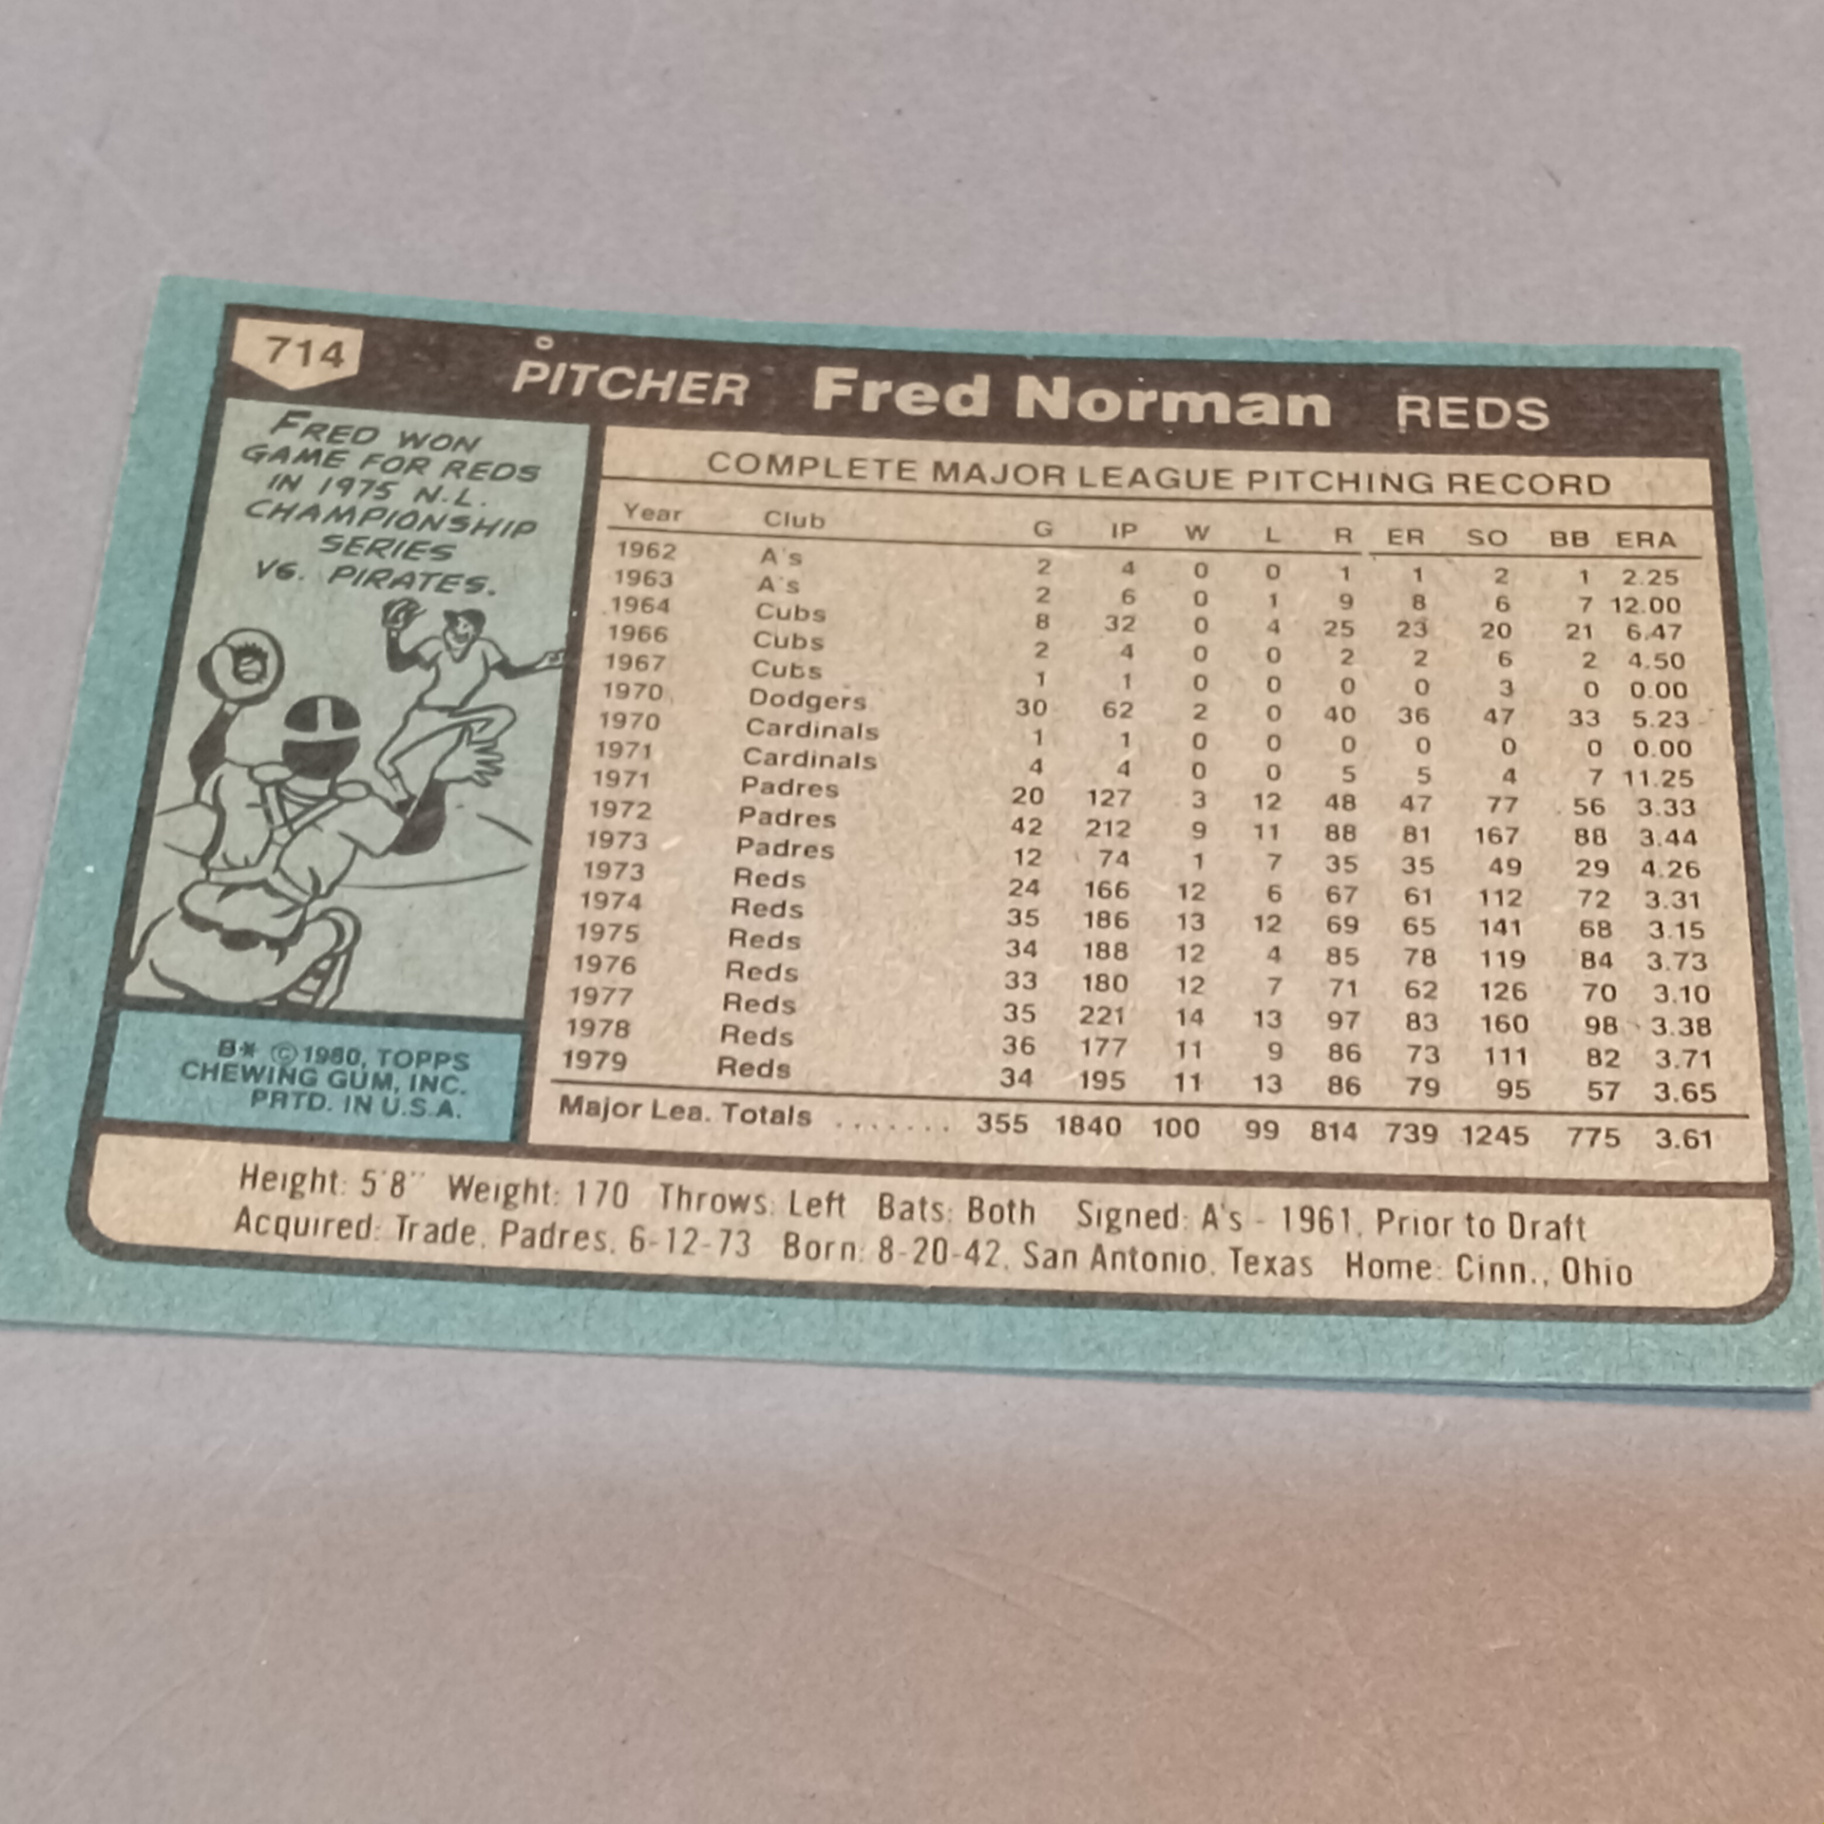 714
PITCHER Fred Norman REDS
FRED WON
GAME FOR REDS
IN 1975 N.L.
CHAMPIONSHIP
SERIES
VS. PIRATES.
B* ©1980, TOPPS
CHEWING GUM, INC.
PRTD. IN U.S.A.
COMPLETE MAJOR LEAGUE PITCHING RECORD
Year Club G IP W L R ER SO BB ERA
1962 A's 2 4 0 0 1 1 2 1 2.25
1963 A's 2 6 0 1 9 8 6 7 12.00
1964 Cubs 8 32 0 4 25 23 20 21 6.47
1966 Cubs 2 4 0 0 2 2 6 2 4.50
1967 Cubs 1 1 0 0 0 0 3 0 0.00
1970 Dodgers 30 62 2 0 40 36 47 33 5.23
1970 Cardinals 1 1 0 0 0 0 0 0 0.00
1971 Cardinals 4 4 0 0 5 5 4 7 11.25
1971 Padres 20 127 3 12 48 47 77 56 3.33
1972 Padres 42 212 9 11 88 81 167 88 3.44
1973 Padres 12 74 1 7 35 35 49 29 4.26
1973 Reds 24 166 12 6 67 61 112 72 3.31
1974 Reds 35 186 13 12 69 65 141 68 3.15
1975 Reds 34 188 12 4 85 78 119 84 3.73
1976 Reds 33 180 12 7 71 62 126 70 3.10
1977 Reds 35 221 14 13 97 83 160 98 3.38
1978 Reds 36 177 11 9 86 73 111 82 3.71
1979 Reds 34 195 11 13 86 79 95 57 3.65
Major Lea. Totals ....... 355 1840 100 99 814 739 1245 775 3.61
Height: 5'8" Weight: 170 Throws: Left Bats: Both Signed: A's - 1961, Prior to Draft
Acquired: Trade, Padres, 6-12-73 Born: 8-20-42, San Antonio, Texas Home: Cinn., Ohio